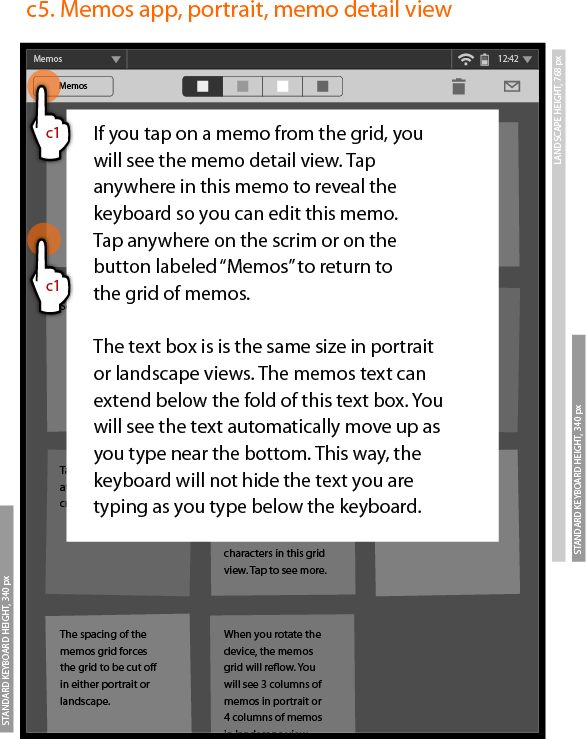 c5. Memos app, portrait, memo detail view
Memos
12:42
Memos
c1
c1
If you tap on a memo from the grid, you
will see the memo detail view. Tap
anywhere in this memo to reveal the
keyboard so you can edit this memo.
Tap anywhere on the scrim or on the
button labeled “Memos” to return to
the grid of memos.
The text box is is the same size in portrait
or landscape views. The memos text can
extend below the fold of this text box. You
will see the text automatically move up as
you type near the bottom. This way, the
keyboard will not hide the text you are
typing as you type below the keyboard.
characters in this grid
view. Tap to see more.
The spacing of the
memos grid forces
the grid to be cut off
in either portrait or
landscape.
When you rotate the
device, the memos
grid will reflow. You
will see 3 columns of
memos in portrait or
4 columns of memos
LANDSCAPE HEIGHT, 768 px
STANDARD KEYBOARD HEIGHT, 340 px
STANDARD KEYBOARD HEIGHT, 340 px